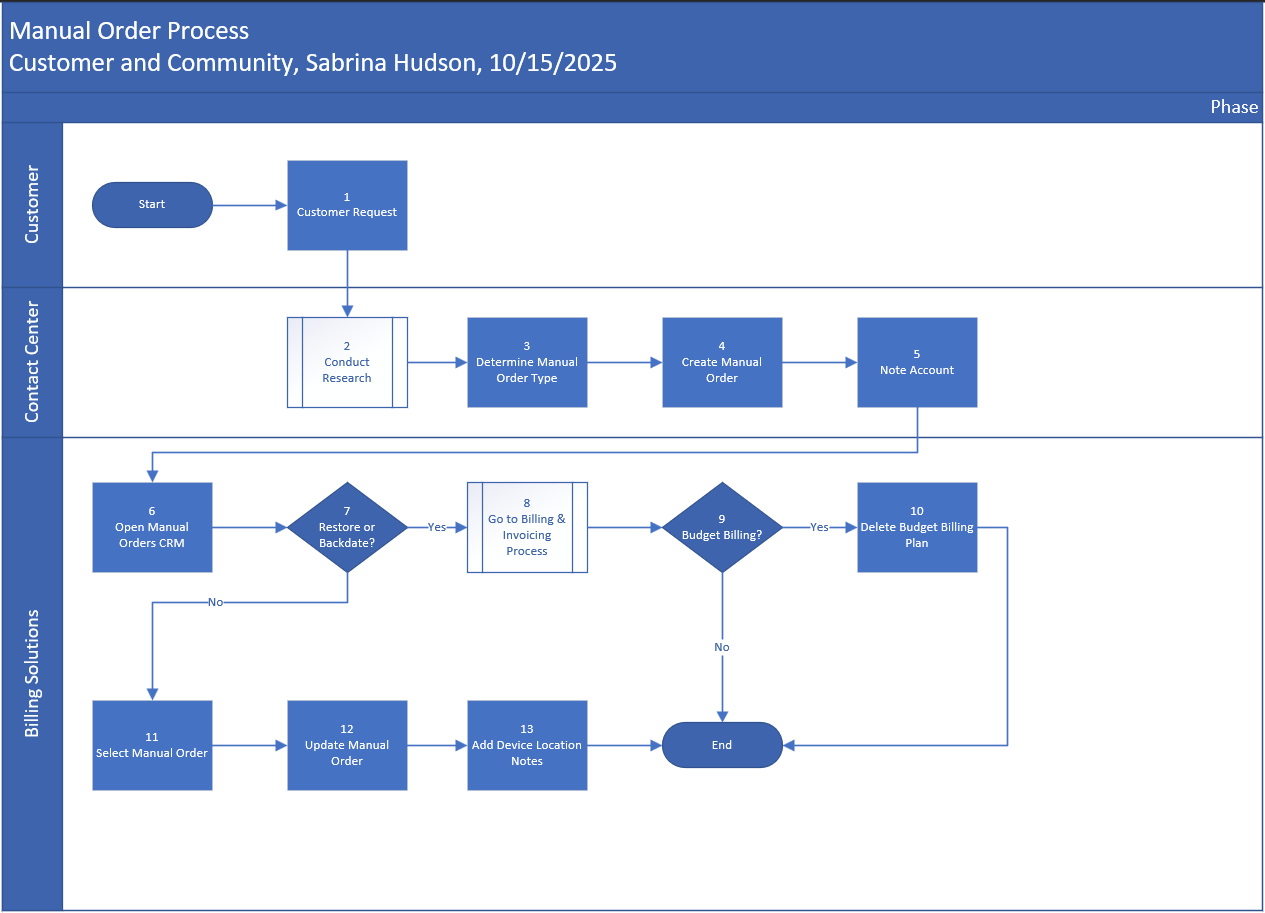 Manual Order Process
Customer and Community, Sabrina Hudson, 10/15/2025
Phase
Customer
Start
1
Customer Request
Contact Center
2
Conduct
Research
3
Determine Manual
Order Type
4
Create Manual
Order
5
Note Account
Billing Solutions
6
Open Manual
Orders CRM
7
Restore or
Backdate?
Yes
8
Go to Billing &
Invoicing
Process
9
Budget Billing?
Yes
10
Delete Budget Billing
Plan
No
No
11
Select Manual Order
12
Update Manual
Order
13
Add Device Location
Notes
End